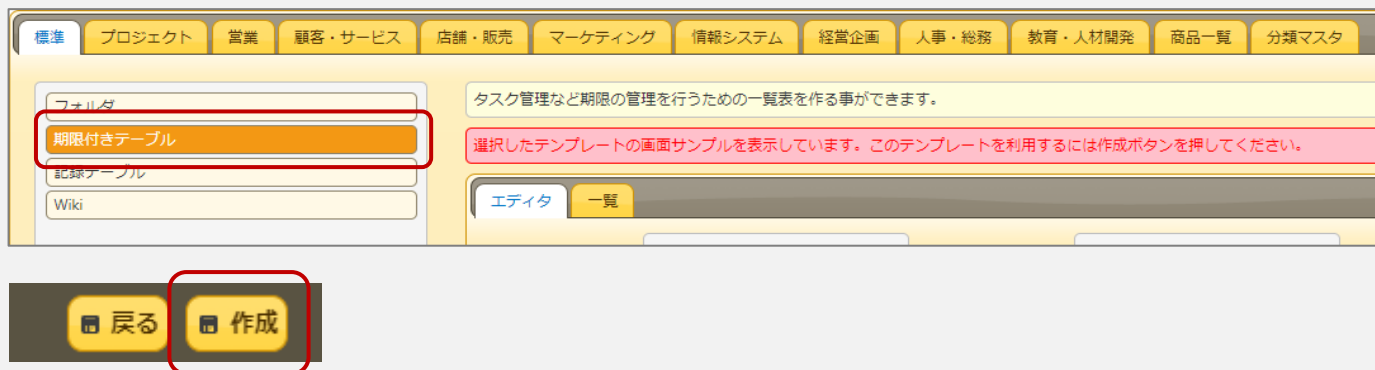 標準 プロジェクト 営業 顧客・サービス 店舗・販売 マーケティング 情報システム 経営企画 人事・総務 教育・人材開発 商品一覧 分類マスタ
フォルダ
期限付きテーブル
記録テーブル
Wiki
タスク管理など期限の管理を行うための一覧表を作る事ができます。
選択したテンプレートの画面サンプルを表示しています。このテンプレートを利用するには作成ボタンを押してください。
エディタ 一覧
戻る 作成